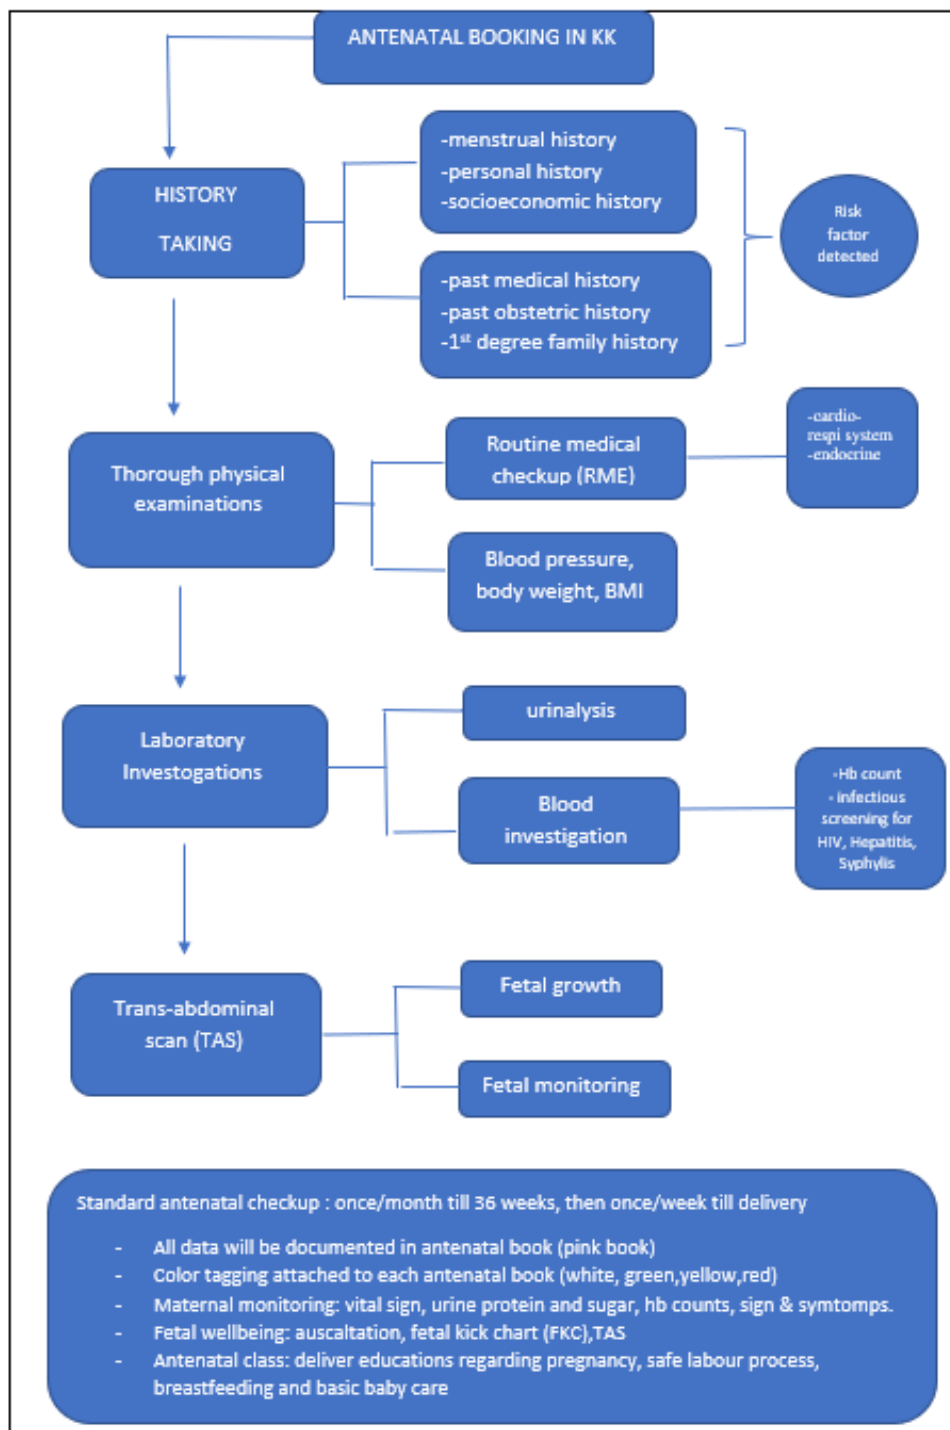 ANTENATAL BOOKING IN KK
HISTORY
TAKING
-menstrual history
-personal history
-socioeconomic history
-past medical history
-past obstetric history
-1st degree family history
Risk
factor
detected
Thorough physical
examinations
Routine medical
checkup (RME)
-cardio-
respi system
-endocrine
Blood pressure,
body weight, BMI
Laboratory
Investogations
urinalysis
Blood
investigation
-Hb count
- infectious
screening for
HIV, Hepatitis,
Syphylis
Trans-abdominal
scan (TAS)
Fetal growth
Fetal monitoring
Standard antenatal checkup : once/month till 36 weeks, then once/week till delivery
- All data will be documented in antenatal book (pink book)
- Color tagging attached to each antenatal book (white, green,yellow,red)
- Maternal monitoring: vital sign, urine protein and sugar, hb counts, sign & symtomps.
- Fetal wellbeing: auscaltation, fetal kick chart (FKC),TAS
- Antenatal class: deliver educations regarding pregnancy, safe labour process,
breastfeeding and basic baby care